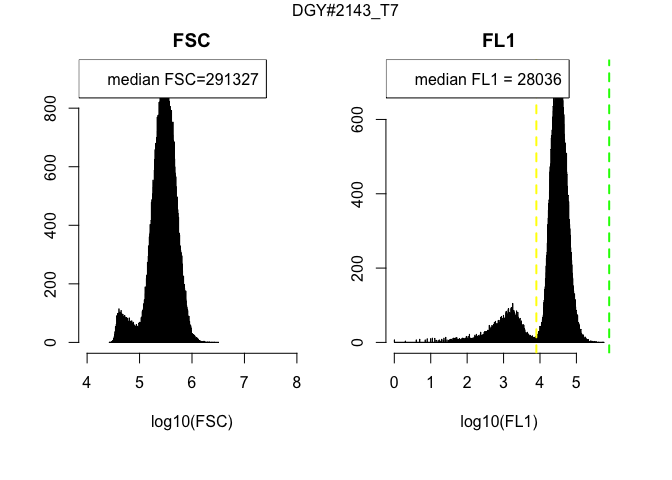 DGY#2143_T7
FSC
median FSC=291327
0 200 400 600 800
4 5 6 7 8
log10(FSC)
FL1
median FL1 = 28036
0 200 400 600
0 1 2 3 4 5
log10(FL1)